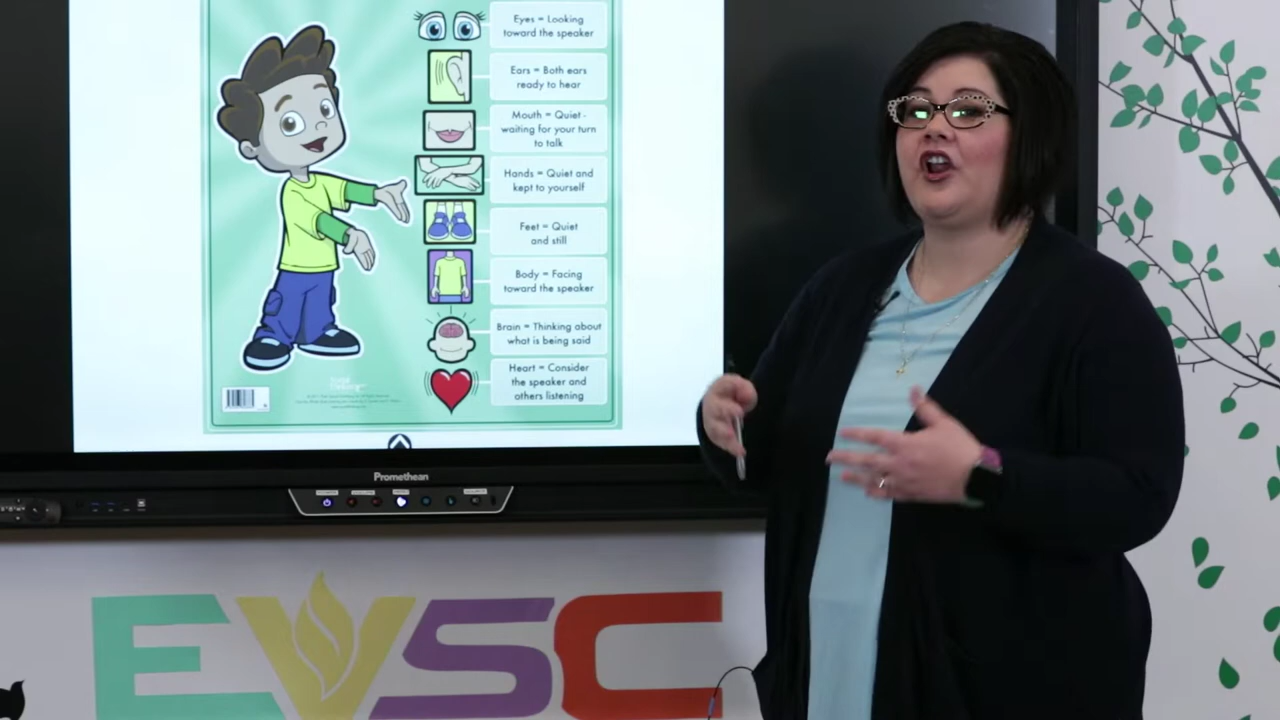 Eyes = Looking
toward the speaker
Ears = Both ears
ready to hear
Mouth = Quiet -
waiting for your turn
to talk
Hands = Quiet and
kept to yourself
Feet = Quiet
and still
Body = Facing
toward the speaker
Brain = Thinking about
what is being said
Heart = Consider
the speaker and
others listening
Promethean
EVSC